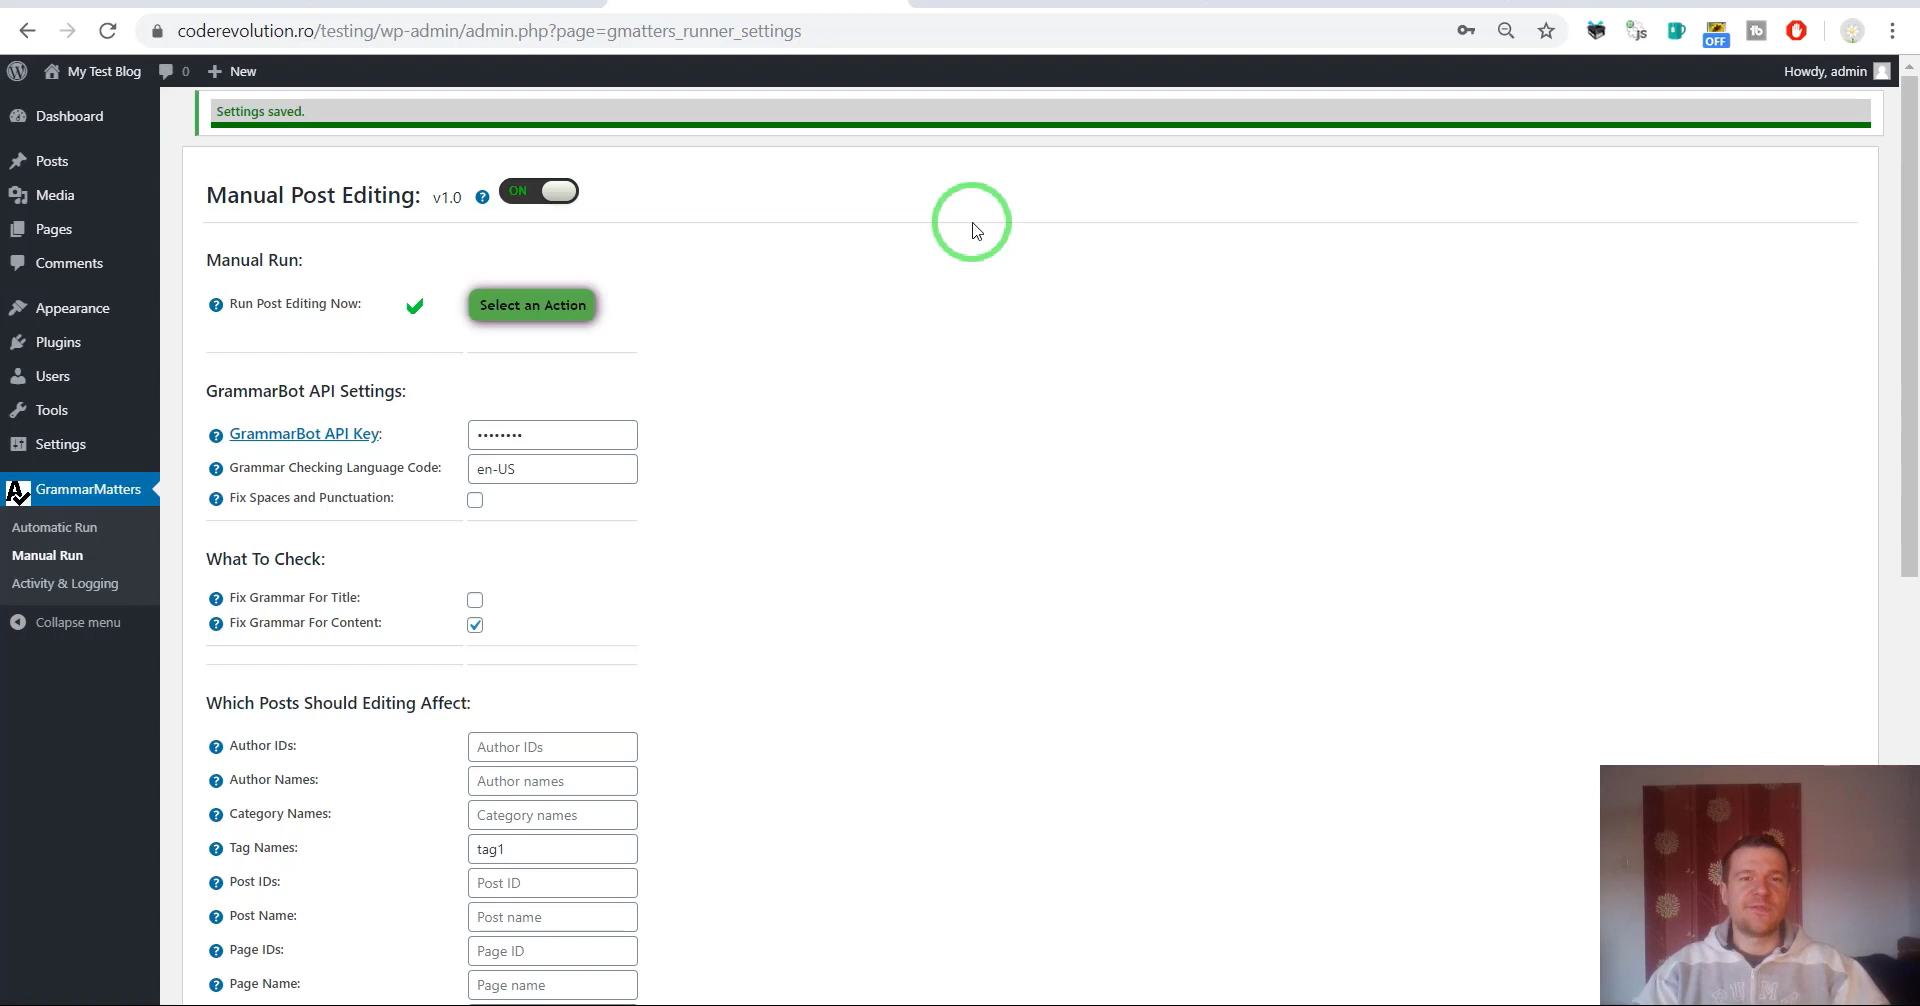 coderevolution.ro/testing/wp-admin/admin.php?page=gmatters_runner_settings
JS
OFF
tb
My Test Blog
0
New
Howdy, admin
Settings saved.
Dashboard
Posts
Media
Pages
Comments
Appearance
Plugins
Users
Tools
Settings
GrammarMatters
Automatic Run
Manual Run
Activity & Logging
Collapse menu
Manual Post Editing: v1.0 ? ON
Manual Run:
? Run Post Editing Now: Select an Action
GrammarBot API Settings:
? GrammarBot API Key: ••••••••
? Grammar Checking Language Code: en-US
? Fix Spaces and Punctuation:
What To Check:
? Fix Grammar For Title:
? Fix Grammar For Content:
Which Posts Should Editing Affect:
? Author IDs: Author IDs
? Author Names: Author names
? Category Names: Category names
? Tag Names: tag1
? Post IDs: Post ID
? Post Name: Post name
? Page IDs: Page ID
? Page Name: Page name